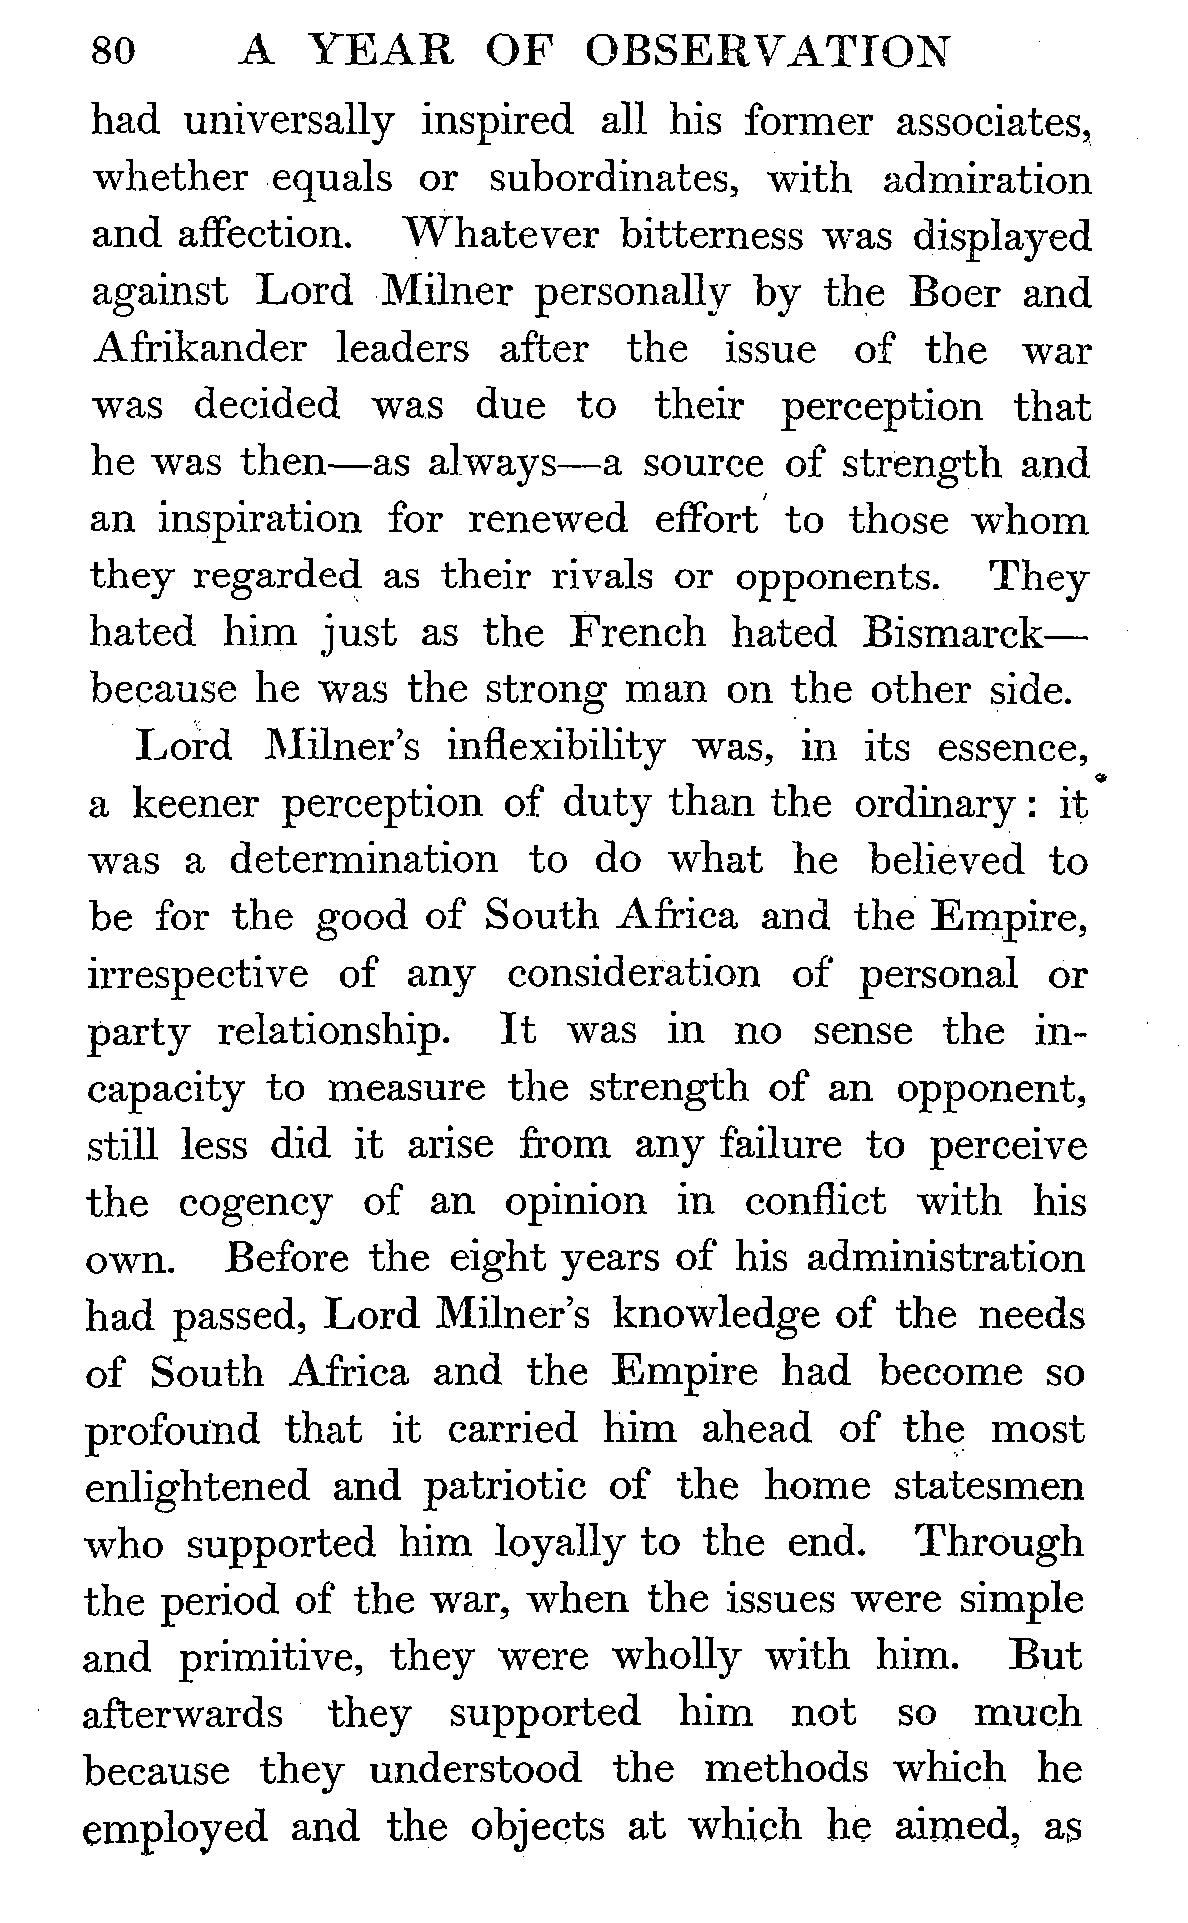 80 A YEAR OF OBSERVATION
had universally inspired all his former associates,
whether equals or subordinates, with admiration
and affection. Whatever bitterness was displayed
against Lord Milner personally by the Boer and
Afrikander leaders after the issue of the war
was decided was due to their perception that
he was then—as always—a source of strength and
an inspiration for renewed effort to those whom
they regarded as their rivals or opponents. They
hated him just as the French hated Bismarck—
because he was the strong man on the other side.
Lord Milner's inflexibility was, in its essence,
a keener perception of duty than the ordinary : it
was a determination to do what he believed to
be for the good of South Africa and the Empire,
irrespective of any consideration of personal or
party relationship. It was in no sense the in-
capacity to measure the strength of an opponent,
still less did it arise from any failure to perceive
the cogency of an opinion in conflict with his
own. Before the eight years of his administration
had passed, Lord Milner's knowledge of the needs
of South Africa and the Empire had become so
profound that it carried him ahead of the most
enlightened and patriotic of the home statesmen
who supported him loyally to the end. Through
the period of the war, when the issues were simple
and primitive, they were wholly with him. But
afterwards they supported him not so much
because they understood the methods which he
employed and the objects at which he aimed, as